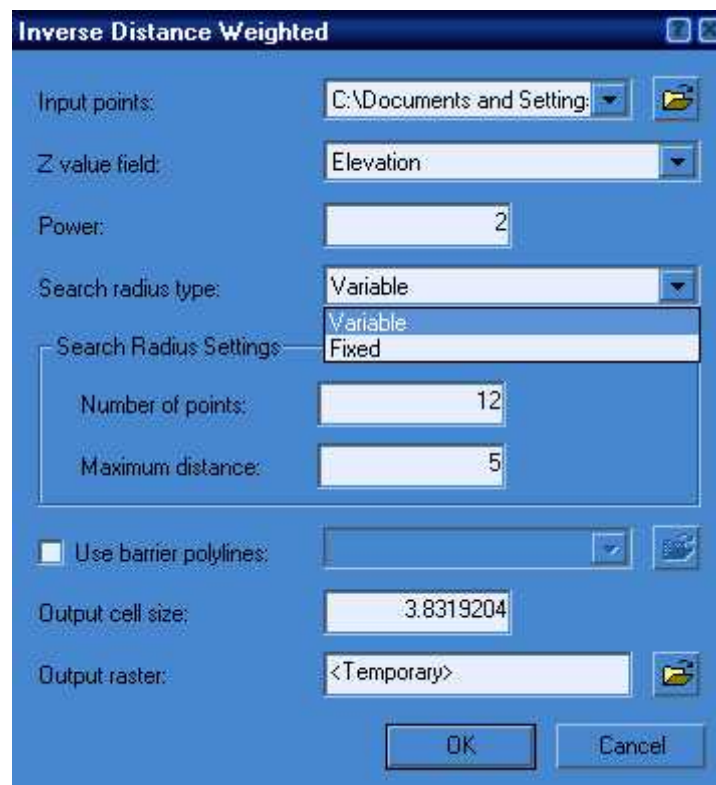 Inverse Distance Weighted
Input points: C:\Documents and Setting
Z value field: Elevation
Power: 2
Search radius type: Variable
Variable
Fixed
Search Radius Settings
Number of points: 12
Maximum distance: 5
Use barrier polylines:
Output cell size: 3.8319204
Output raster: <Temporary>
OK Cancel